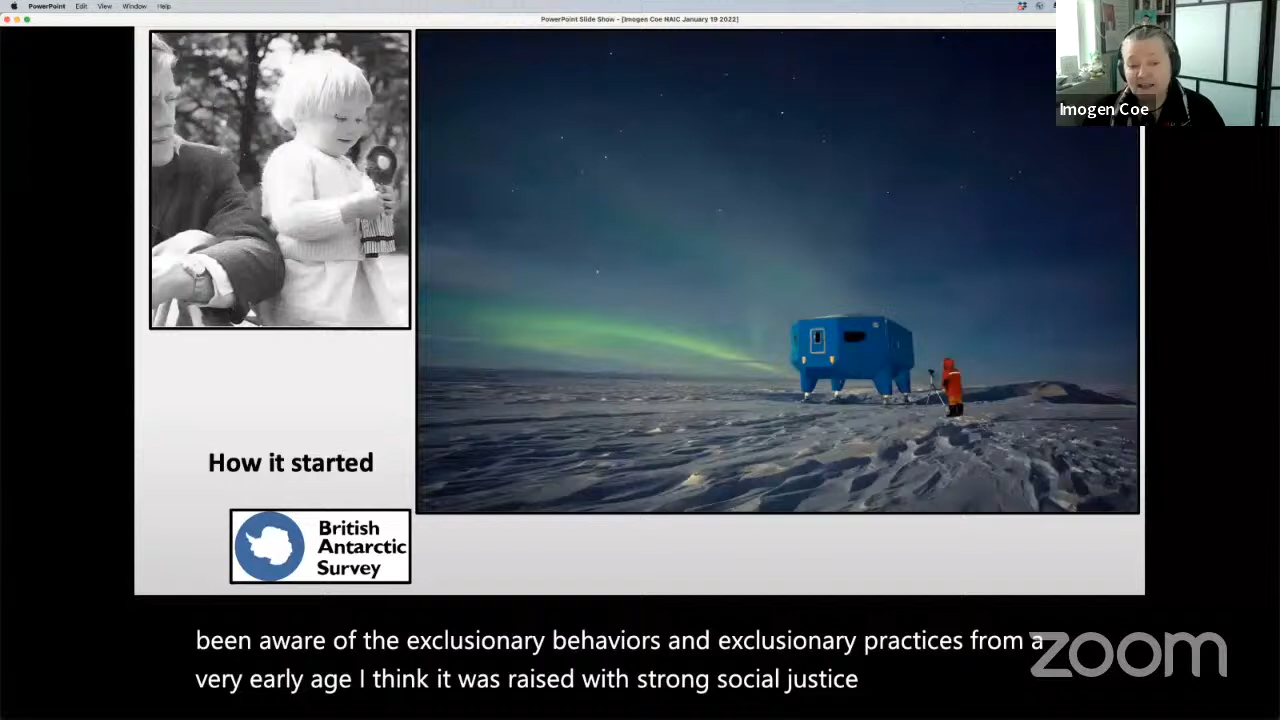 PowerPoint Edit View Window Help
PowerPoint Slide Show - [Imogen Coe NAIC January 19 2022]
Imogen Coe
How it started
British
Antarctic
Survey
been aware of the exclusionary behaviors and exclusionary practices from a
very early age I think it was raised with strong social justice
zoom